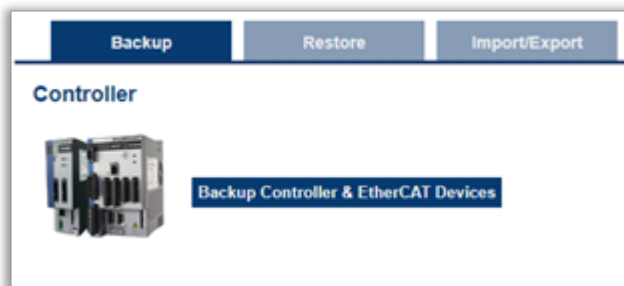 Backup
Restore
Import/Export
Controller
Backup Controller & EtherCAT Devices